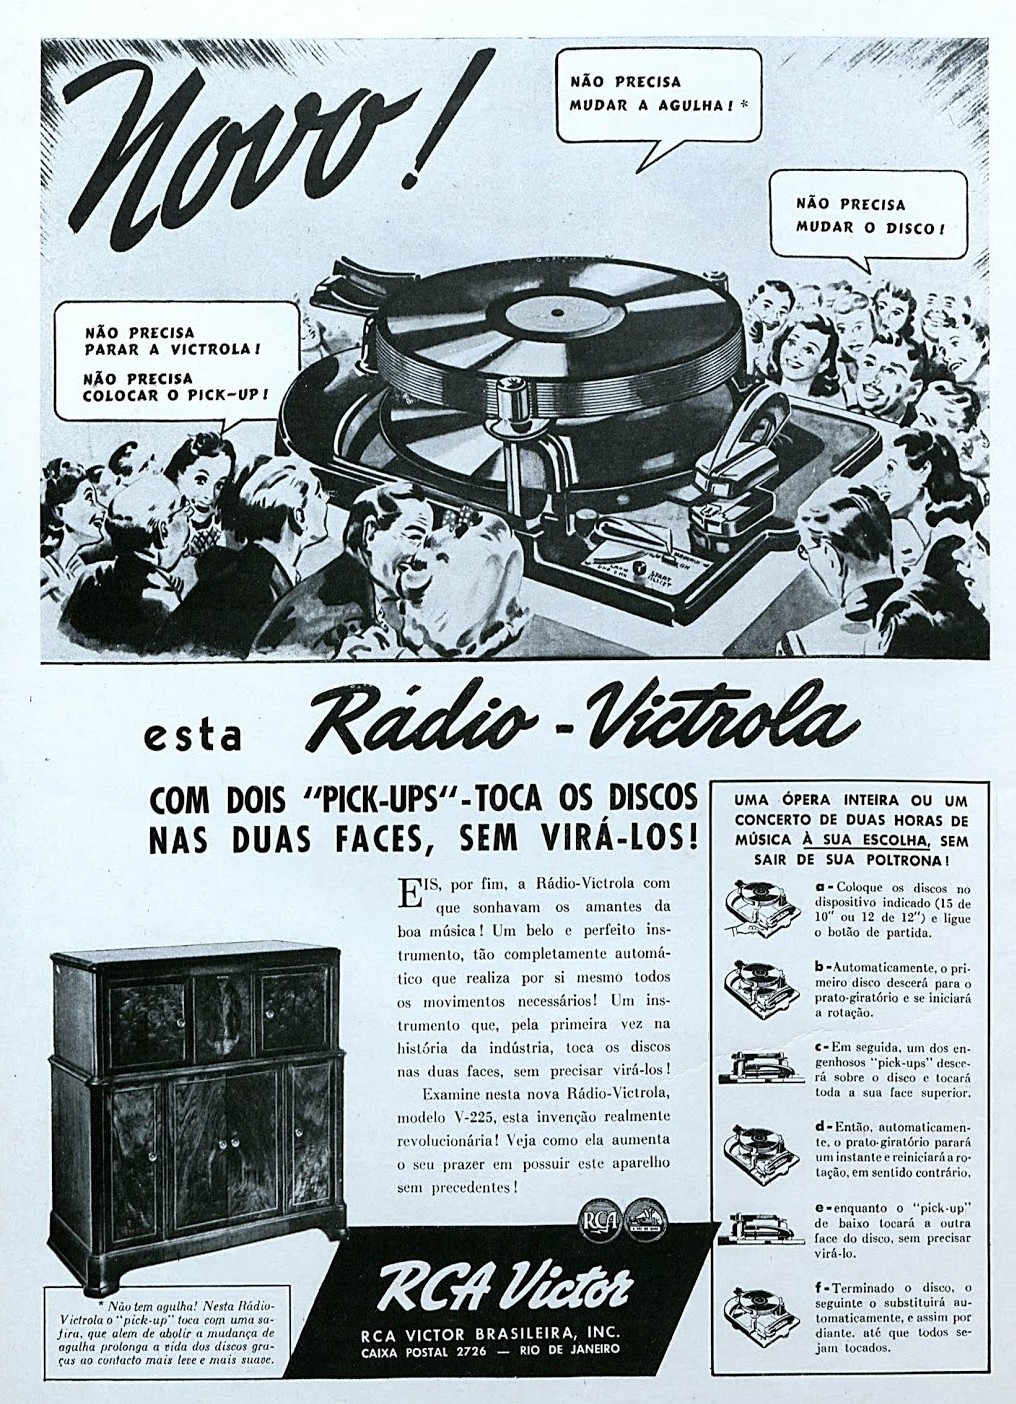 Novo!
NÃO PRECISA
MUDAR A AGULHA! *
NÃO PRECISA
MUDAR O DISCO!
NÃO PRECISA
PARAR A VICTROLA!
NÃO PRECISA
COLOCAR O PICK-UP!
esta Rádio-Victrola
COM DOIS "PICK-UPS"-TOCA OS DISCOS
NAS DUAS FACES, SEM VIRÁ-LOS!
EIS, por fim, a Rádio-Victrola com
que sonhavam os amantes da
boa música! Um belo e perfeito ins-
trumento, tão completamente automá-
tico que realiza por si mesmo todos
os movimentos necessários! Um ins-
trumento que, pela primeira vez na
história da indústria, toca os discos
nas duas faces, sem precisar virá-los!
Examine nesta nova Rádio-Victrola,
modelo V-225, esta invenção realmente
revolucionária! Veja como ela aumenta
o seu prazer em possuir este aparelho
sem precedentes!
UMA ÓPERA INTEIRA OU UM
CONCERTO DE DUAS HORAS DE
MÚSICA À SUA ESCOLHA, SEM
SAIR DE SUA POLTRONA!
a-Coloque os discos no
dispositivo indicado (15 de
10" ou 12 de 12") e ligue
o botão de partida.
b-Automaticamente, o pri-
meiro disco descerá para o
prato-giratório e se iniciará
a rotação.
c-Em seguida, um dos en-
genhosos "pick-ups" desce-
rá sobre o disco e tocará
toda a sua face superior.
d-Então, automaticamen-
te, o prato-giratório parará
um instante e reiniciará a ro-
tação, em sentido contrário,
e-enquanto o "pick-up"
de baixo tocará a outra
face do disco, sem precisar
virá-lo.
f-Terminado o disco, o
seguinte o substituirá au-
tomaticamente, e assim por
diante, até que todos se-
jam tocados.
* Não tem agulha! Nesta Rádio-
Victrola o "pick-up" toca com uma sa-
fira, que alem de abolir a mudança de
agulha prolonga a vida dos discos gra-
ças ao contacto mais leve e mais suave.
RCA
RCA Victor
RCA VICTOR BRASILEIRA, INC.
CAIXA POSTAL 2726 — RIO DE JANEIRO